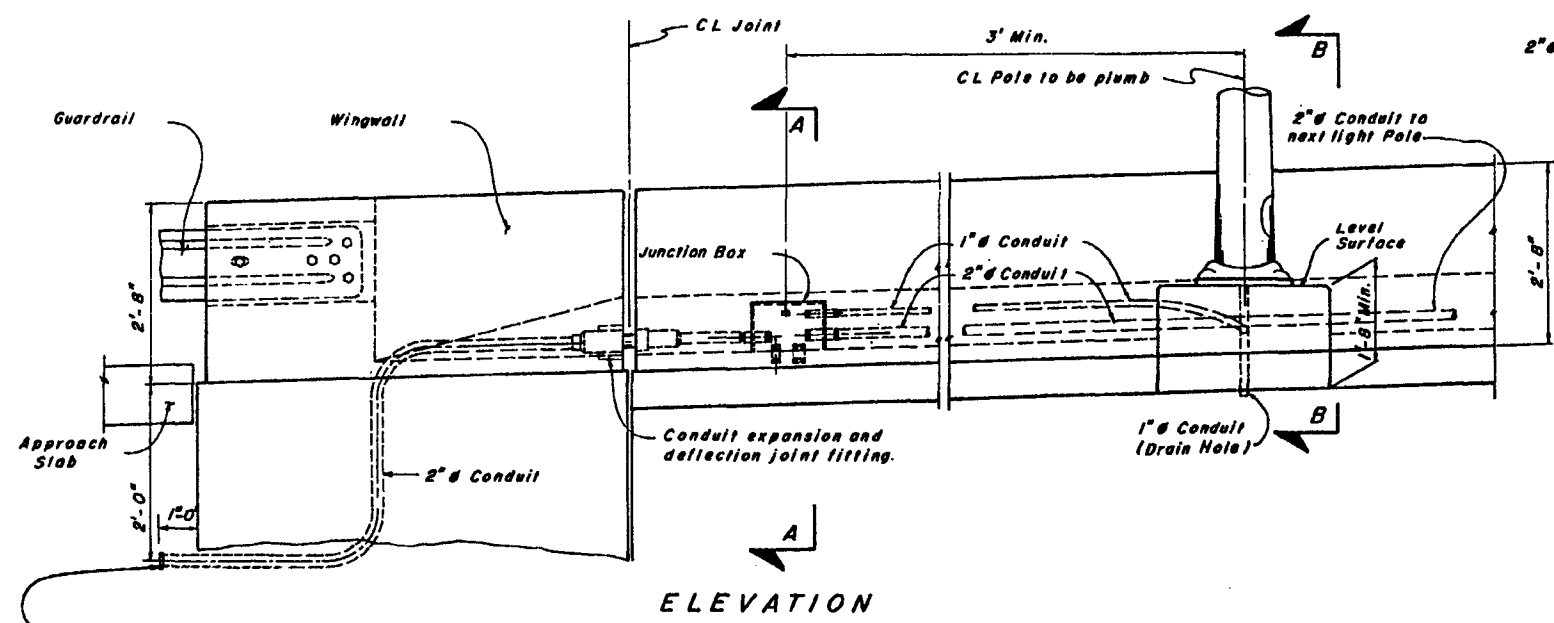 CL Joint
3' Min.
B
2"ø
CL Pole to be plumb
Guardrail
Wingwall
A
2"ø Conduit to
next light Pole
Junction Box
1"ø Conduit
2"ø Conduit
Level
Surface
2'-8"
2'-8"
1'-8" Min.
Approach
Slab
Conduit expansion and
deflection joint fitting.
1"ø Conduit
(Drain Hole)
B
2"ø Conduit
2'-0"
1'-0
A
ELEVATION